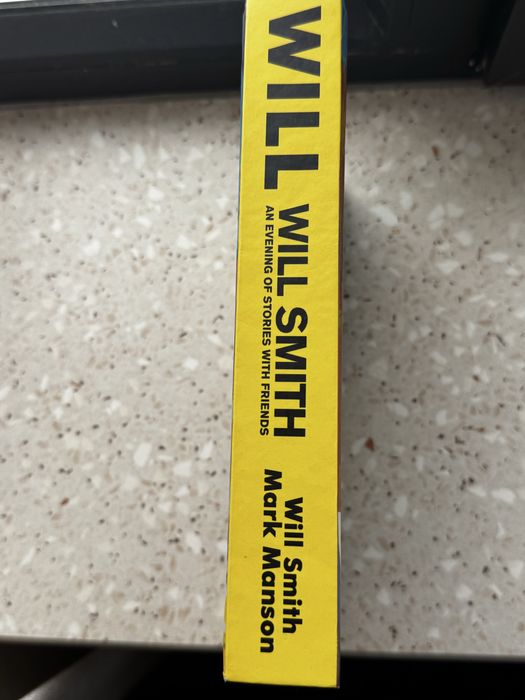 WILL
WILL SMITH
AN EVENING OF STORIES WITH FRIENDS
Will Smith
Mark Manson